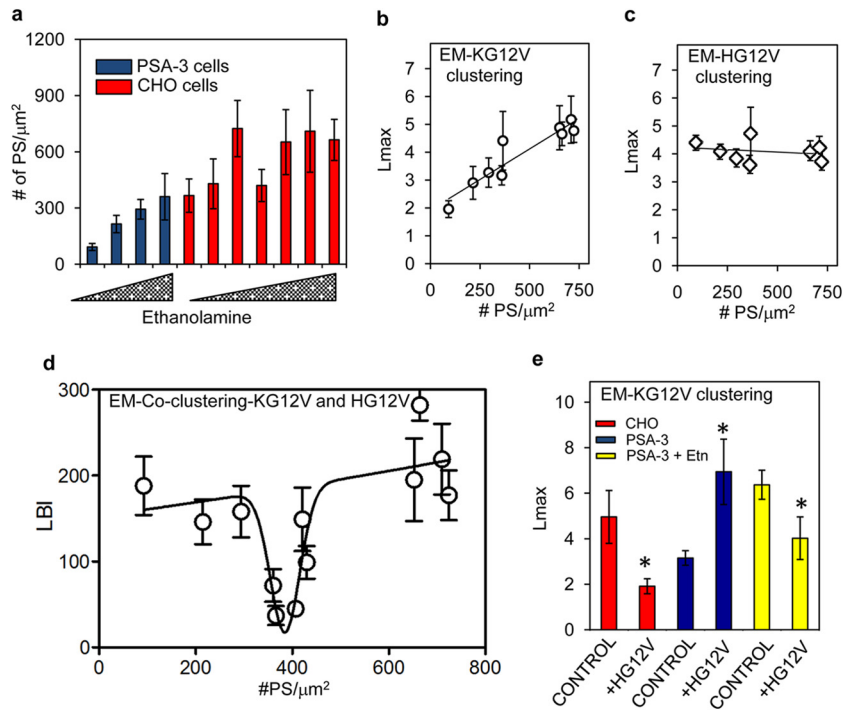 a
# of PS/μm²
1200
900
600
300
0
PSA-3 cells
CHO cells
Ethanolamine
b
EM-KG12V
clustering
Lmax
7
6
5
4
3
2
1
0
0 250 500 750
# PS/μm²
c
EM-HG12V
clustering
Lmax
7
6
5
4
3
2
1
0
0 250 500 750
# PS/μm²
d
EM-Co-clustering-KG12V and HG12V
LBI
300
200
100
0
0 200 400 600 800
#PS/μm²
e
EM-KG12V clustering
CHO
PSA-3
PSA-3 + Etn
Lmax
10
8
6
4
2
0
* * *
CONTROL
+HG12V
CONTROL
+HG12V
CONTROL
+HG12V